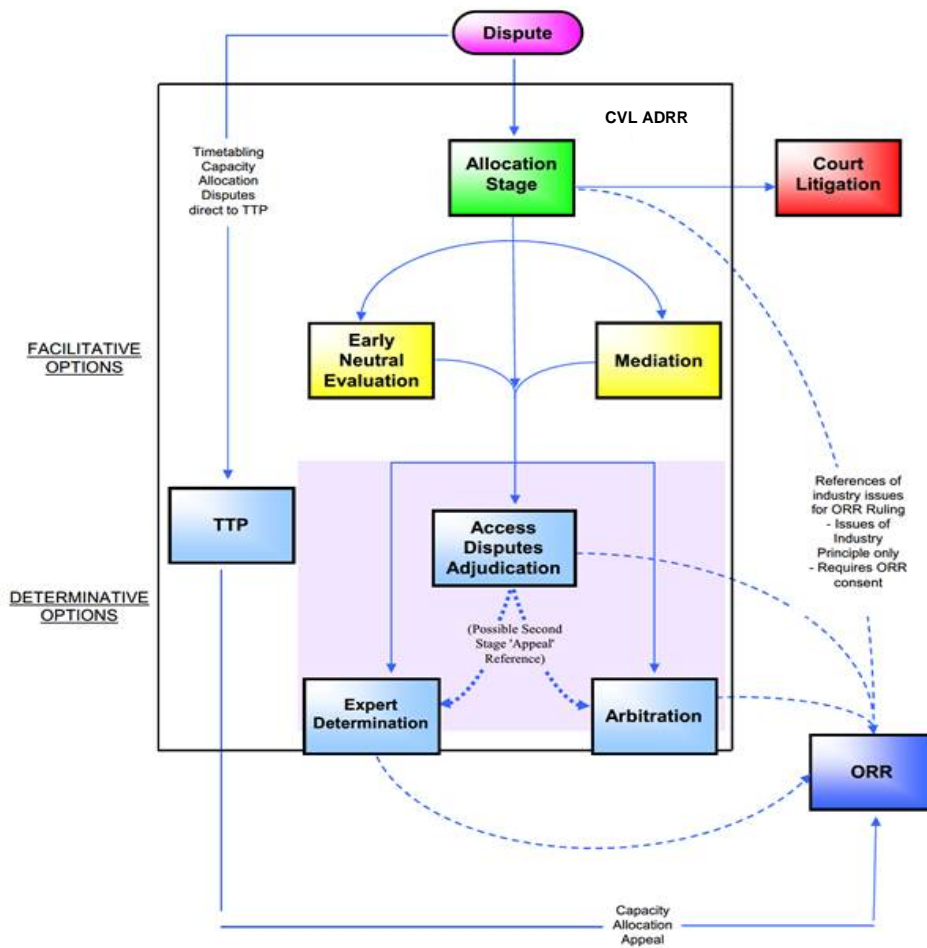 Dispute
CVL ADRR
Timetabling
Capacity
Allocation
Disputes
direct to TTP
Allocation
Stage
Court
Litigation
FACILITATIVE
OPTIONS
Early
Neutral
Evaluation
Mediation
References of
industry issues
for ORR Ruling
- Issues of
Industry
Principle only
- Requires ORR
consent
TTP
Access
Disputes
Adjudication
DETERMINATIVE
OPTIONS
(Possible Second
Stage 'Appeal'
Reference)
Expert
Determination
Arbitration
ORR
Capacity
Allocation
Appeal